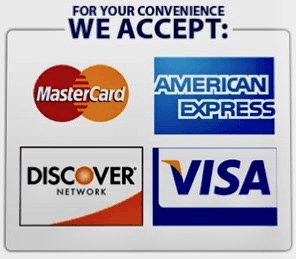 FOR YOUR CONVENIENCE
WE ACCEPT:
MasterCard
AMERICAN
EXPRESS
DISCOVER
NETWORK
VISA